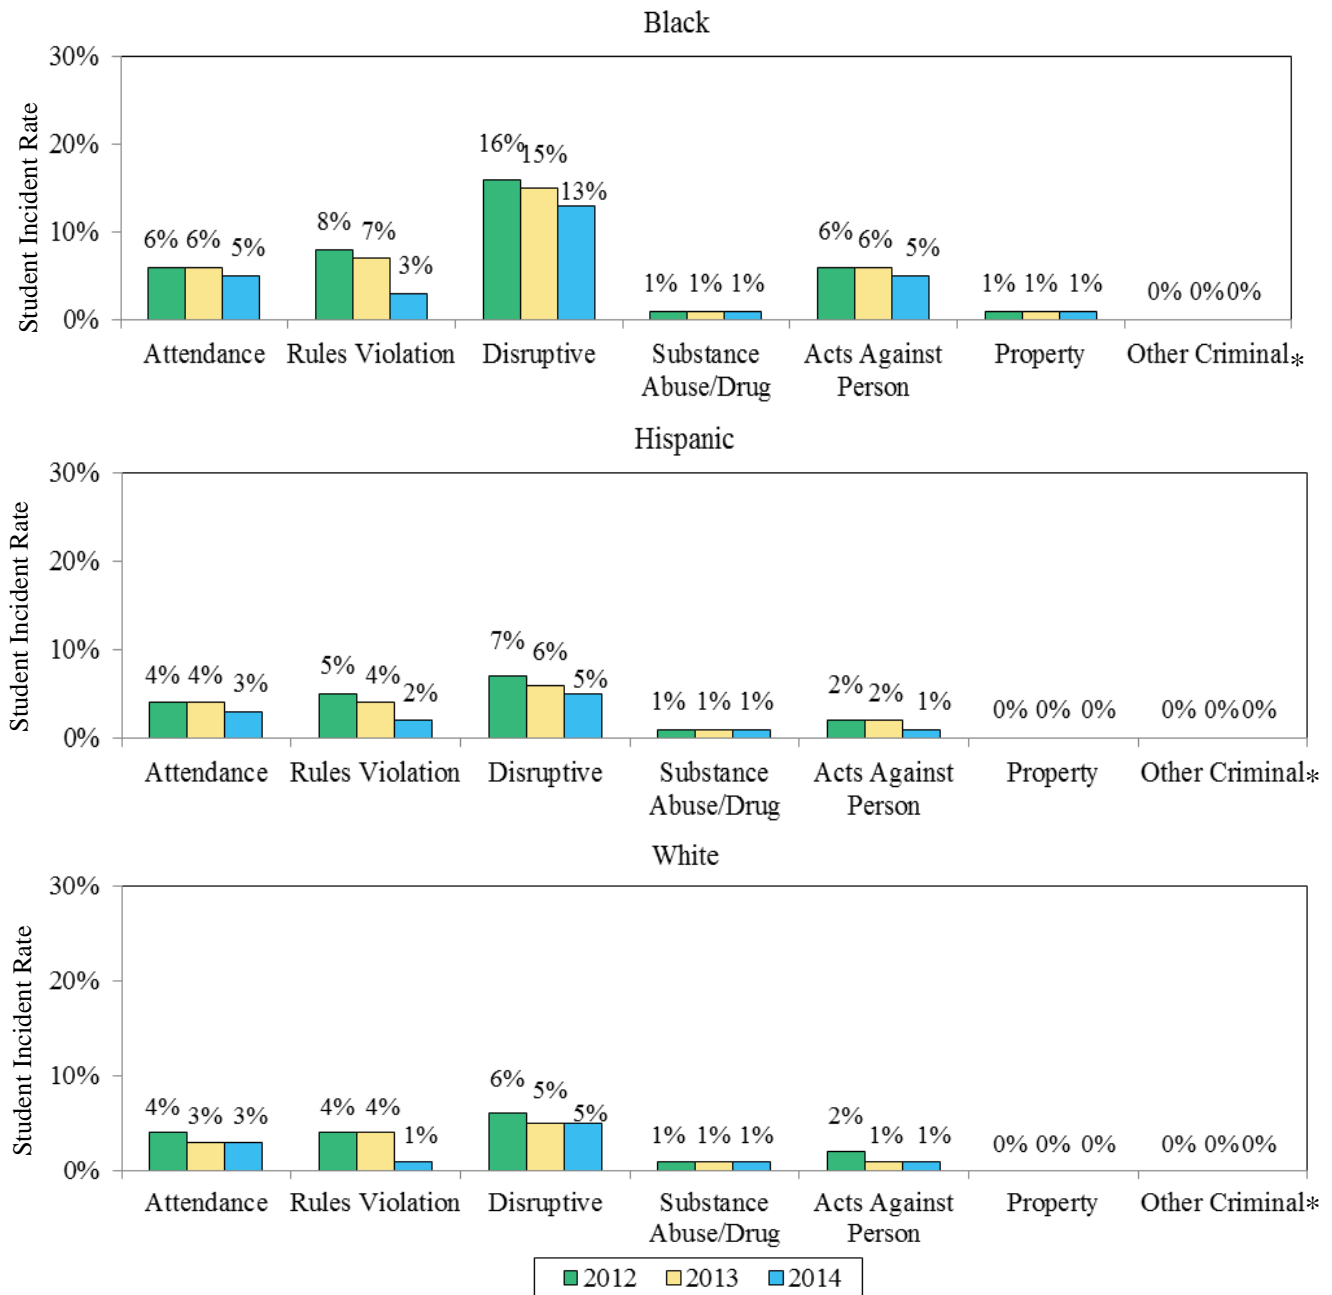 Black
Student Incident Rate
30%
20%
10%
0%
6% 6% 5%
8% 7% 3%
16% 15% 13%
1% 1% 1%
6% 6% 5%
1% 1% 1%
0% 0% 0%
Attendance
Rules Violation
Disruptive
Substance
Abuse/Drug
Acts Against
Person
Property
Other Criminal*
Hispanic
Student Incident Rate
30%
20%
10%
0%
4% 4% 3%
5% 4% 2%
7% 6% 5%
1% 1% 1%
2% 2% 1%
0% 0% 0%
0% 0% 0%
Attendance
Rules Violation
Disruptive
Substance
Abuse/Drug
Acts Against
Person
Property
Other Criminal*
White
Student Incident Rate
30%
20%
10%
0%
4% 3% 3%
4% 4% 1%
6% 5% 5%
1% 1% 1%
2% 1% 1%
0% 0% 0%
0% 0% 0%
Attendance
Rules Violation
Disruptive
Substance
Abuse/Drug
Acts Against
Person
Property
Other Criminal*
2012 2013 2014